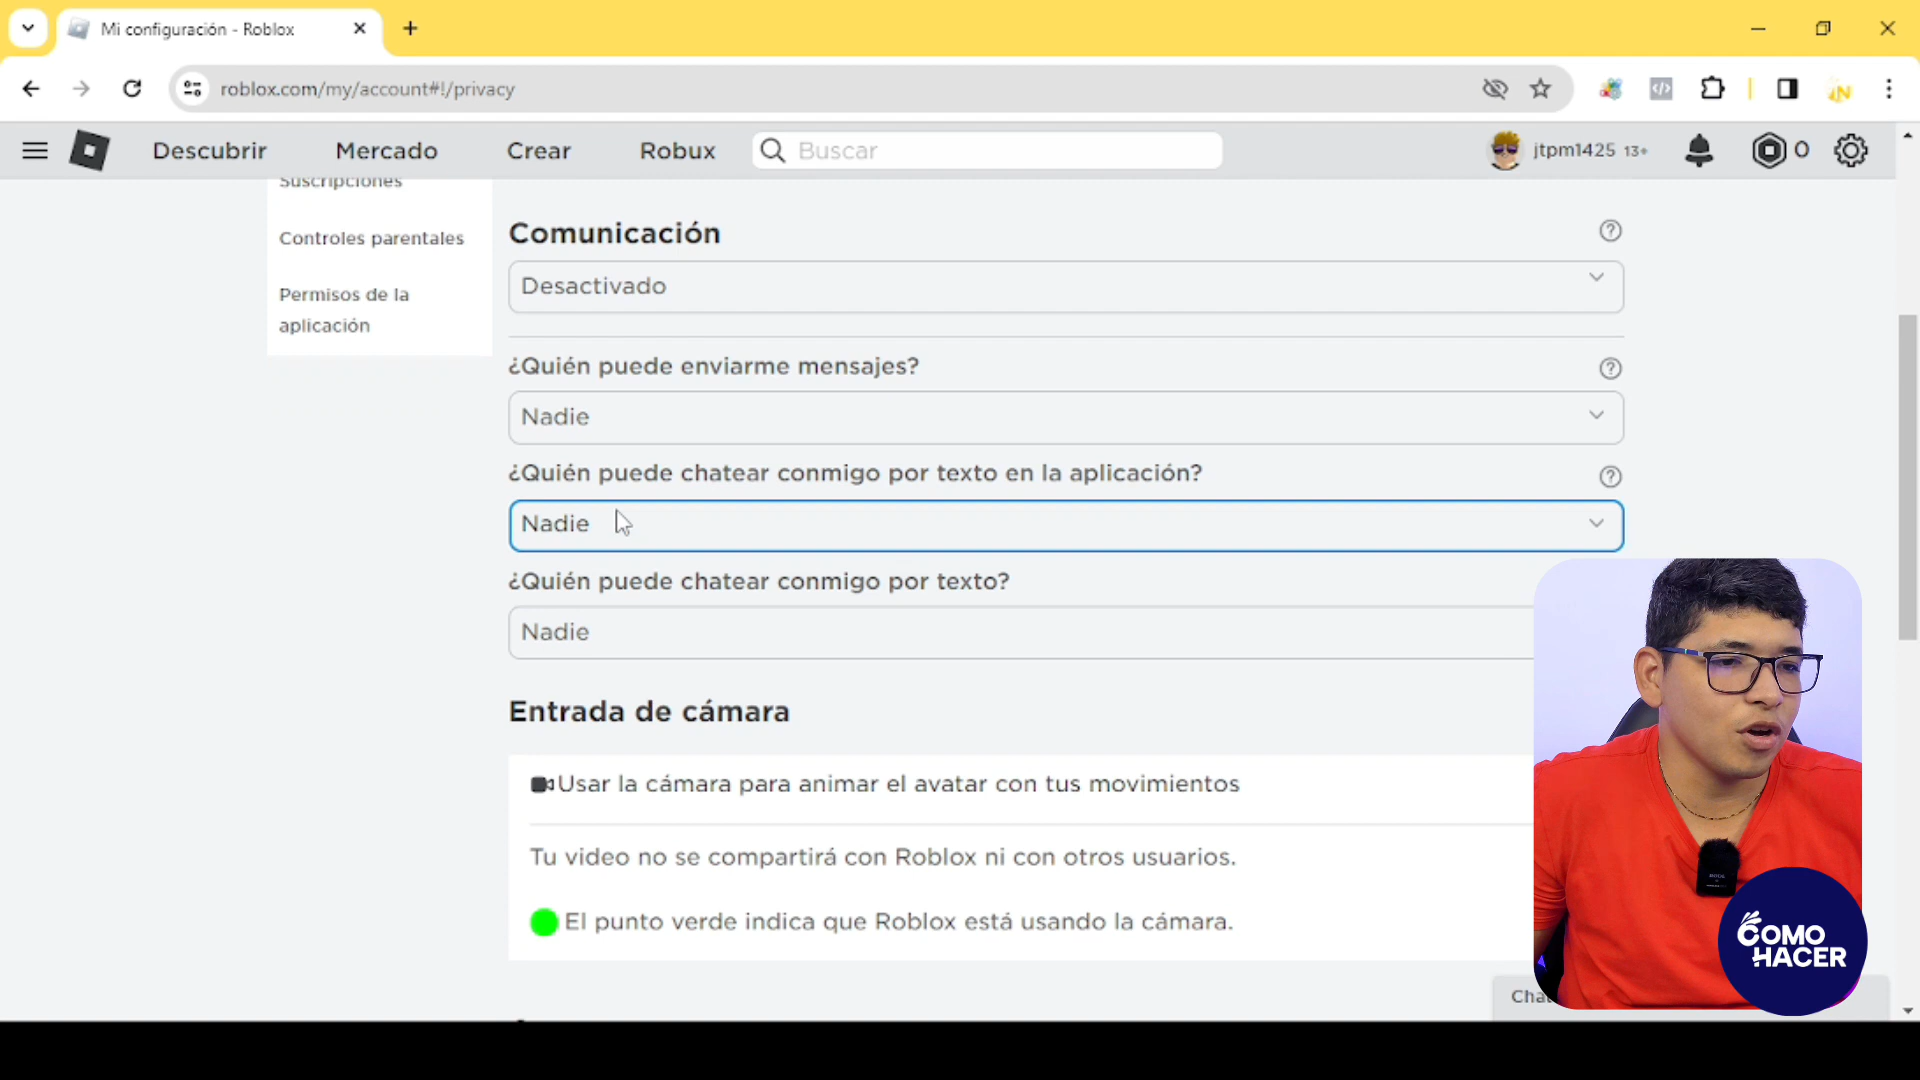 Mi configuración - Roblox
roblox.com/my/account#!/privacy
Descubrir
Mercado
Crear
Robux
Buscar
jtpm1425 13+
0
Suscripciones
Controles parentales
Permisos de la
aplicación
Comunicación
Desactivado
¿Quién puede enviarme mensajes?
Nadie
¿Quién puede chatear conmigo por texto en la aplicación?
Nadie
¿Quién puede chatear conmigo por texto?
Nadie
Entrada de cámara
Usar la cámara para animar el avatar con tus movimientos
Tu video no se compartirá con Roblox ni con otros usuarios.
El punto verde indica que Roblox está usando la cámara.
COMO
HACER